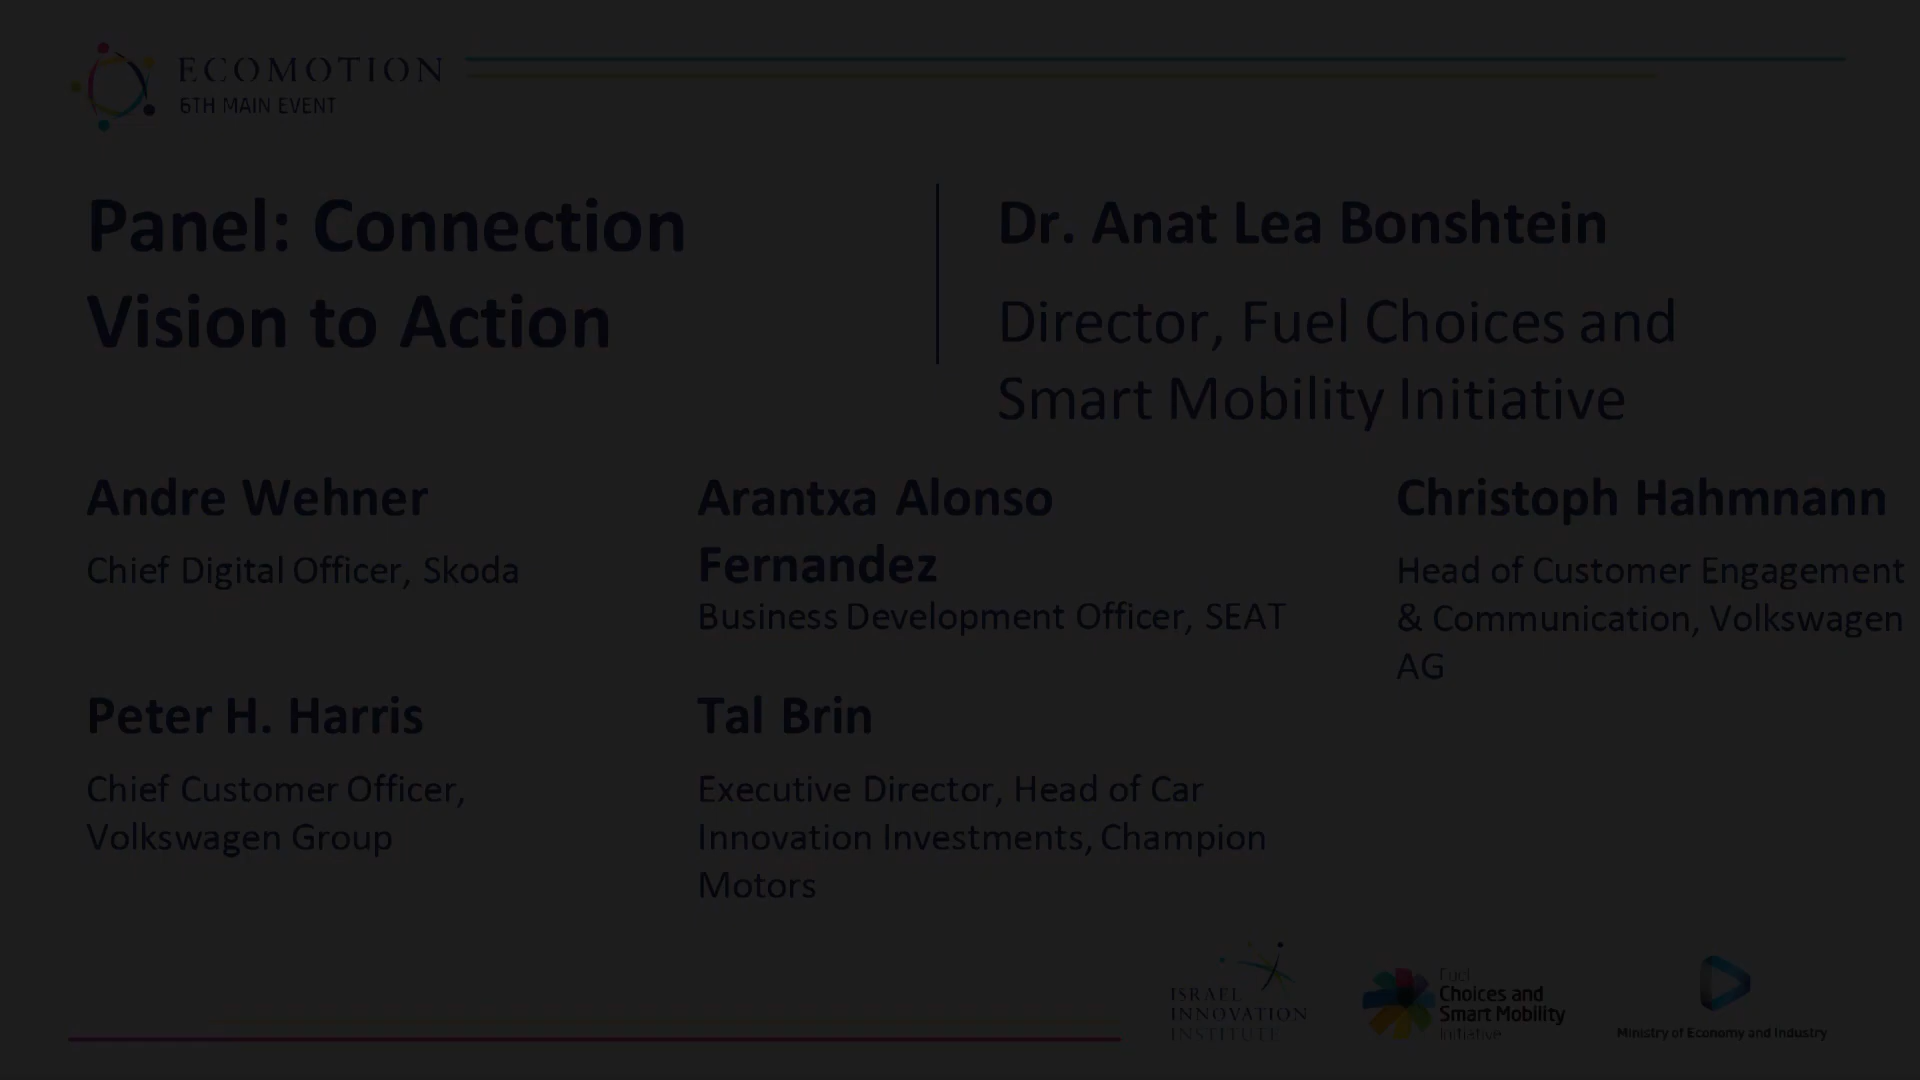 ECOMOTION
6TH MAIN EVENT
Panel: Connection
Vision to Action
Dr. Anat Lea Bonshtein
Director, Fuel Choices and
Smart Mobility Initiative
Andre Wehner
Chief Digital Officer, Skoda
Arantxa Alonso
Fernandez
Business Development Officer, SEAT
Christoph Hahmnann
Head of Customer Engagement
& Communication, Volkswagen
AG
Peter H. Harris
Chief Customer Officer,
Volkswagen Group
Tal Brin
Executive Director, Head of Car
Innovation Investments, Champion
Motors
ISRAEL
INNOVATION
INSTITUTE
Fuel
Choices and
Smart Mobility
Initiative
Ministry of Economy and Industry